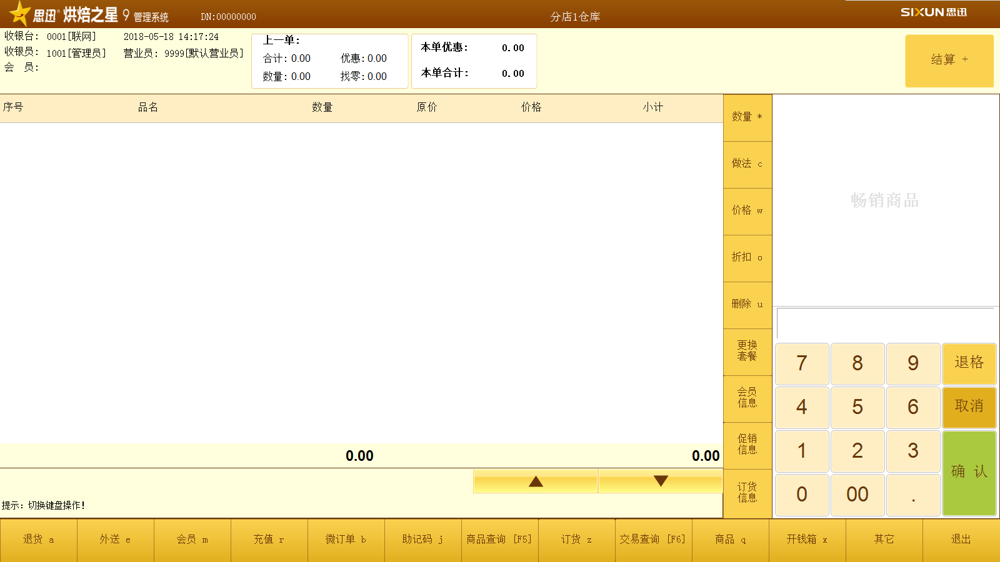 思迅® 烘焙之星 9 管理系统
DN:00000000
分店1仓库
SIXUN思迅
收银台: 0001[联网]
2018-05-18 14:17:24
收银员: 1001[管理员]
营业员: 9999[默认营业员]
会 员:
上一单:
合计: 0.00 优惠: 0.00
数量: 0.00 找零: 0.00
本单优惠: 0.00
本单合计: 0.00
结算 +
序号 品名 数量 原价 价格 小计
数量 *
做法 c
价格 w
折扣 o
删除 u
更换
套餐
会员
信息
促销
信息
订货
信息
畅销商品
7 8 9 退格
4 5 6 取消
1 2 3 确 认
0 00 .
0.00 0.00
▲ ▼
提示: 切换键盘操作!
退货 a
外送 e
会员 m
充值 r
微订单 b
助记码 j
商品查询 [F5]
订货 z
交易查询 [F6]
商品 q
开钱箱 x
其它
退出